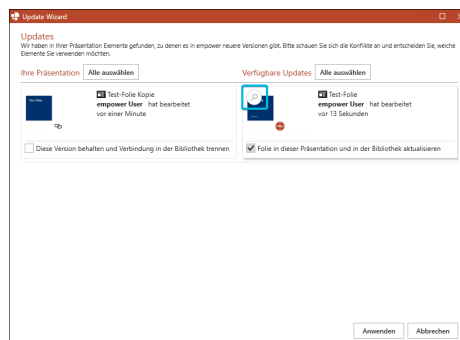 Update Wizard
Updates
Wir haben in Ihrer Präsentation Elemente gefunden, zu denen es in empower neuere Versionen gibt. Bitte schauen Sie sich die Konflikte an und entscheiden Sie, welche
Elemente Sie verwenden möchten.
Ihre Präsentation Alle auswählen
Verfügbare Updates Alle auswählen
Test-Folie Kopie
empower User hat bearbeitet
vor einer Minute
Diese Version behalten und Verbindung in der Bibliothek trennen
Test-Folie
empower User hat bearbeitet
vor 13 Sekunden
Folie in dieser Präsentation und in der Bibliothek aktualisieren
Anwenden Abbrechen